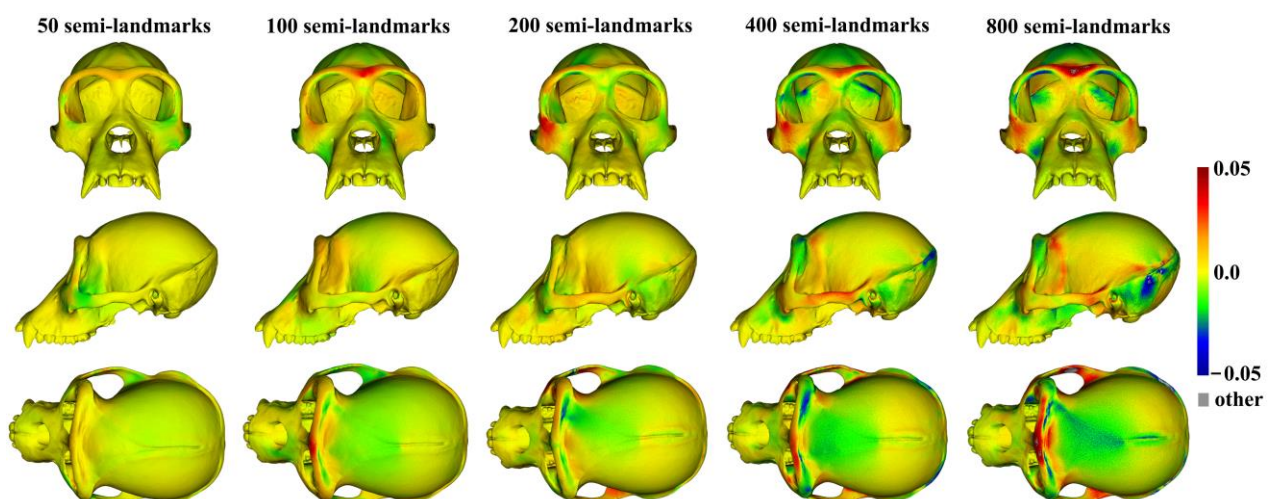 50 semi-landmarks
100 semi-landmarks
200 semi-landmarks
400 semi-landmarks
800 semi-landmarks
0.05
0.0
−0.05
other